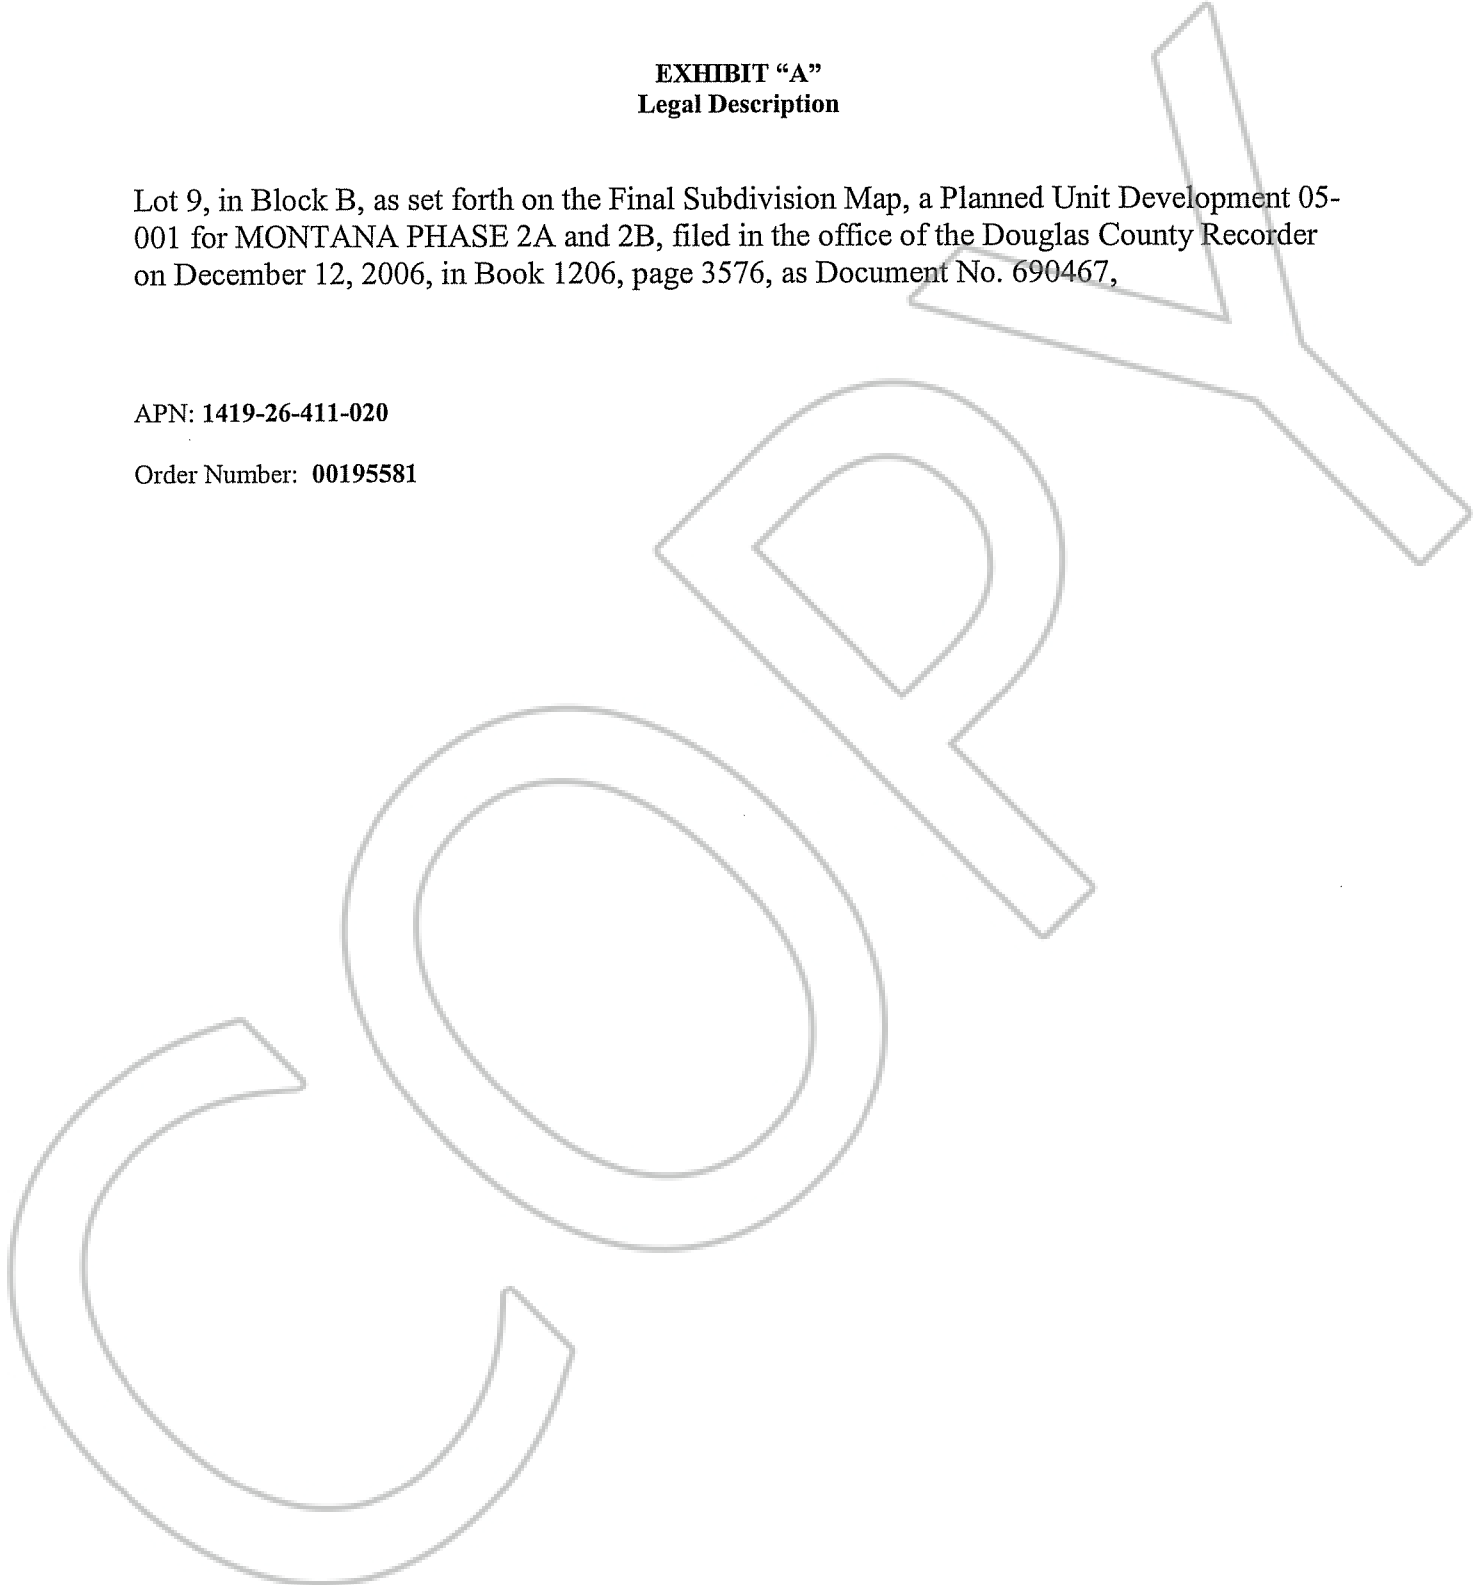 EXHIBIT “A”
Legal Description
Lot 9, in Block B, as set forth on the Final Subdivision Map, a Planned Unit Development 05-
001 for MONTANA PHASE 2A and 2B, filed in the office of the Douglas County Recorder
on December 12, 2006, in Book 1206, page 3576, as Document No. 690467,
APN: 1419-26-411-020
Order Number: 00195581
COPY